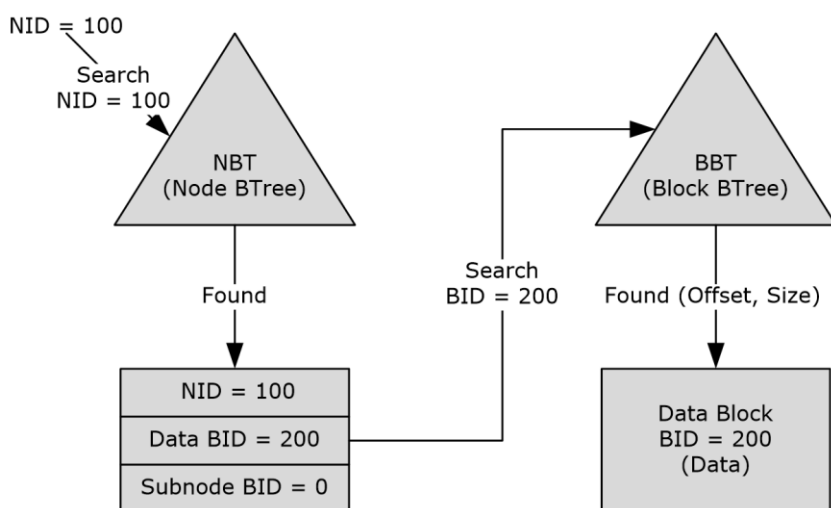 NID = 100
Search
NID = 100
NBT
(Node BTree)
Found
NID = 100
Data BID = 200
Subnode BID = 0
Search
BID = 200
BBT
(Block BTree)
Found (Offset, Size)
Data Block
BID = 200
(Data)